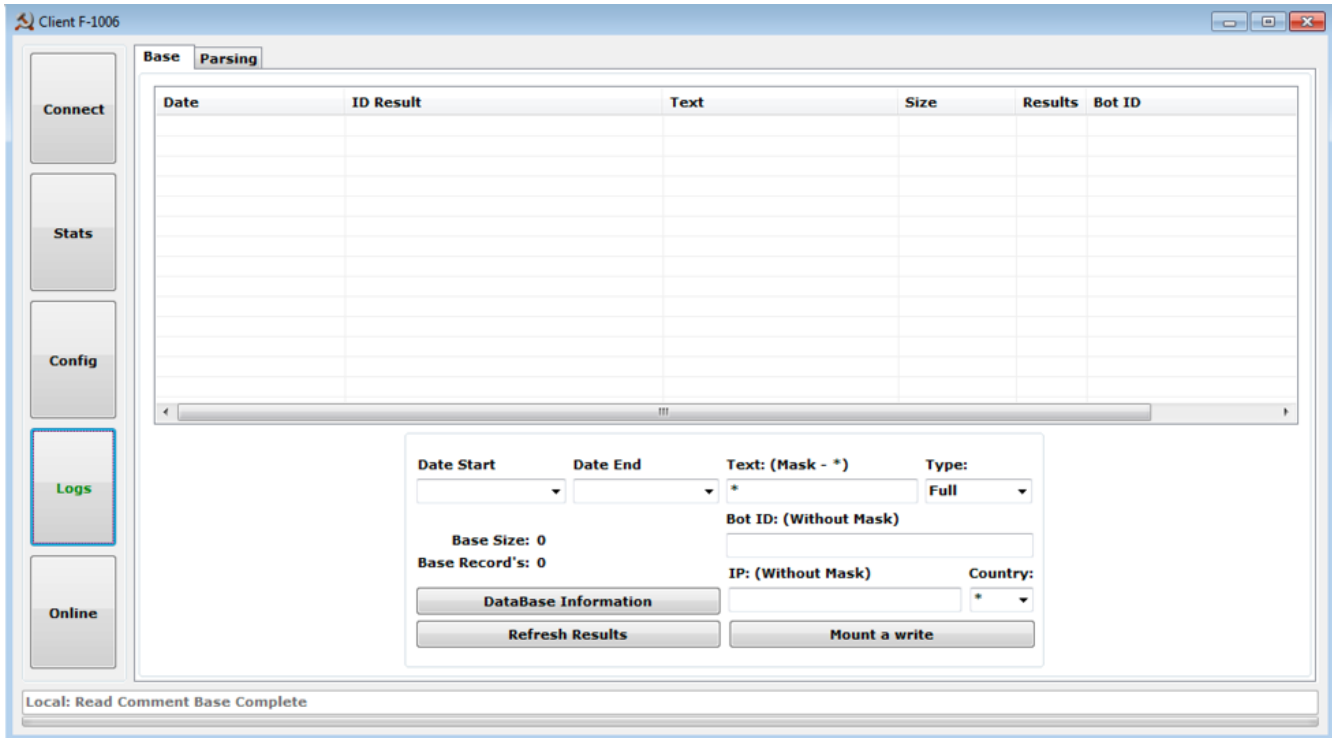 Client F-1006
Base Parsing
Connect
Stats
Config
Logs
Online
Date ID Result Text Size Results Bot ID
Date Start Date End Text: (Mask - *) Type:
* Full
Bot ID: (Without Mask)
Base Size: 0
Base Record's: 0
IP: (Without Mask) Country:
*
DataBase Information
Refresh Results Mount a write
Local: Read Comment Base Complete